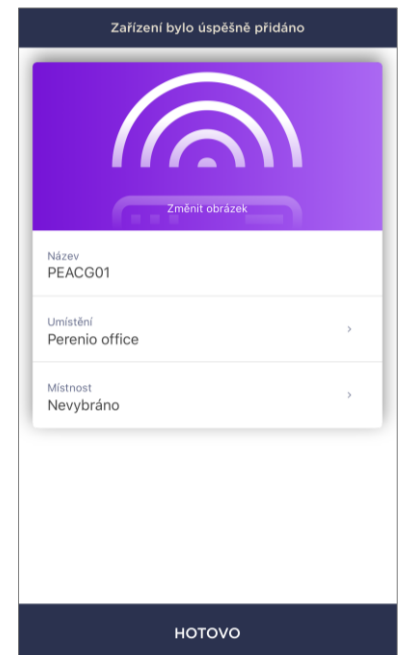 Zařízení bylo úspěšně přidáno
Změnit obrázek
Název
PEACG01
Umístění
Perenio office
Místnost
Nevybráno
HOTOVO